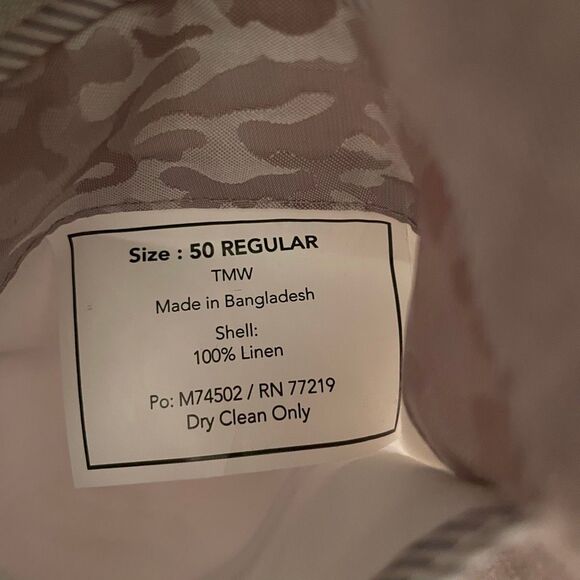 Size : 50 REGULAR
TMW
Made in Bangladesh
Shell:
100% Linen
Po: M74502 / RN 77219
Dry Clean Only